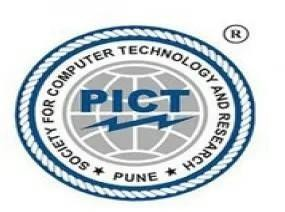 ®
SOCIETY FOR COMPUTER TECHNOLOGY AND RESEARCH
PICT
★ PUNE ★